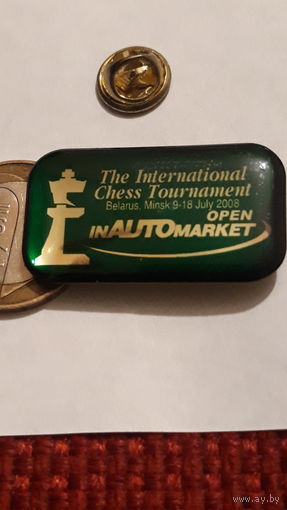 The International
Chess Tournament
Belarus, Minsk 9-18 July 2008
OPEN
INAUTOMARKET
www.ay.by